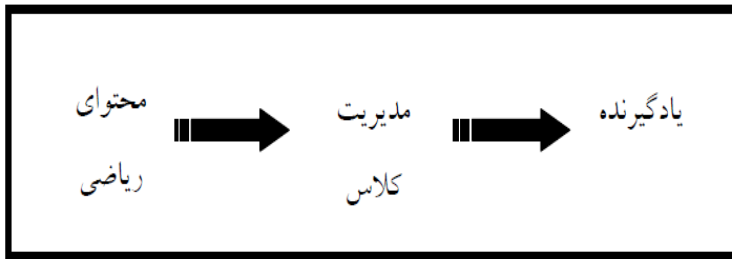 محتوای
ریاضی
مدیریت
کلاس
یادگیرنده